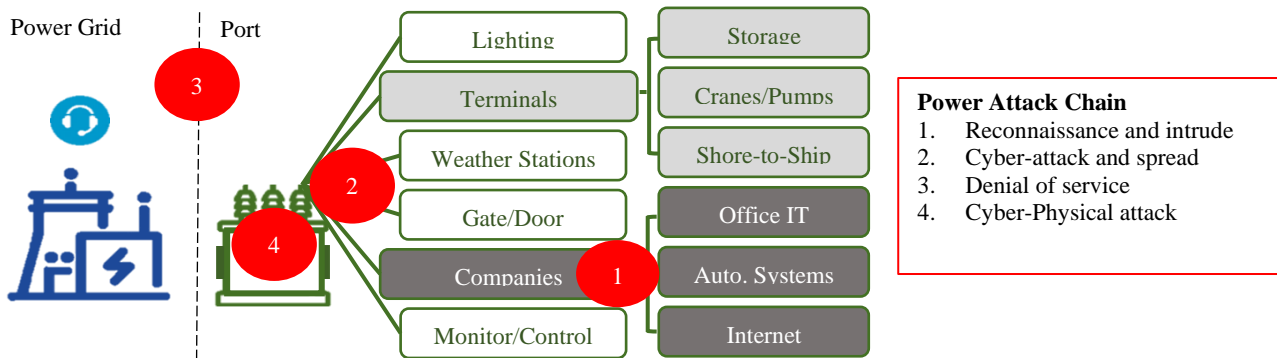 Power Grid
Port
3
2
4
1
Lighting
Terminals
Weather Stations
Gate/Door
Companies
Monitor/Control
Storage
Cranes/Pumps
Shore-to-Ship
Office IT
Auto. Systems
Internet
Power Attack Chain
1. Reconnaissance and intrude
2. Cyber-attack and spread
3. Denial of service
4. Cyber-Physical attack